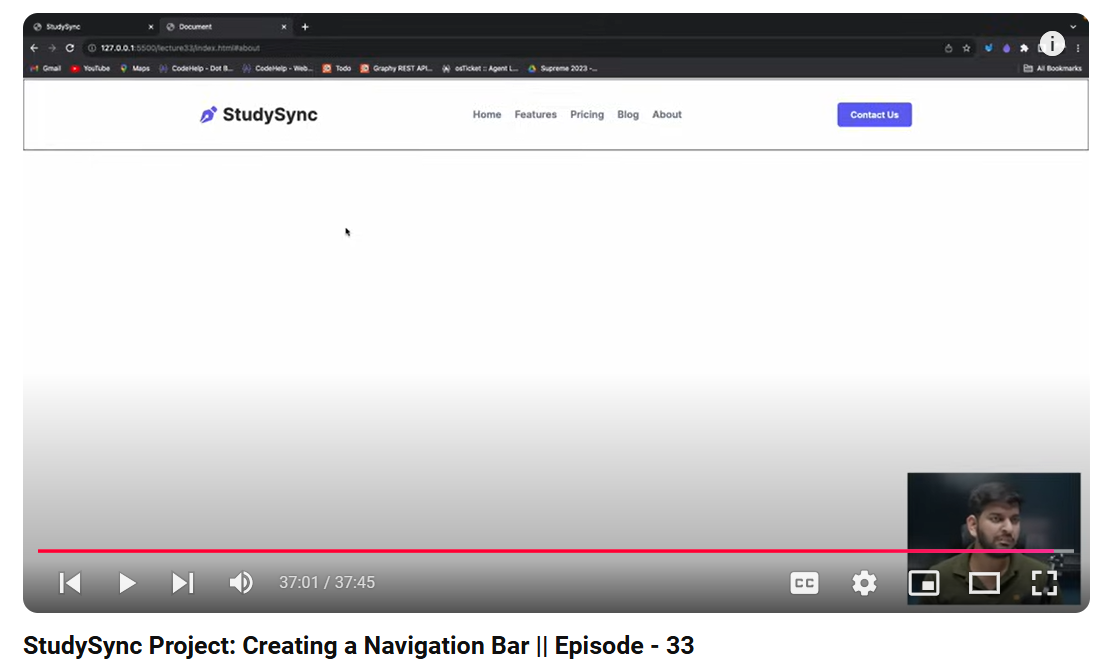 StudySync × Document × +
127.0.0.1:5500/lecture33/index.html#about
Gmail YouTube Maps CodeHelp - Dot B... CodeHelp - Web... Todo Graphy REST API... osTicket :: Agent L... Supreme 2023 -... All Bookmarks
StudySync Home Features Pricing Blog About Contact Us
37:01 / 37:45 CC
StudySync Project: Creating a Navigation Bar || Episode - 33